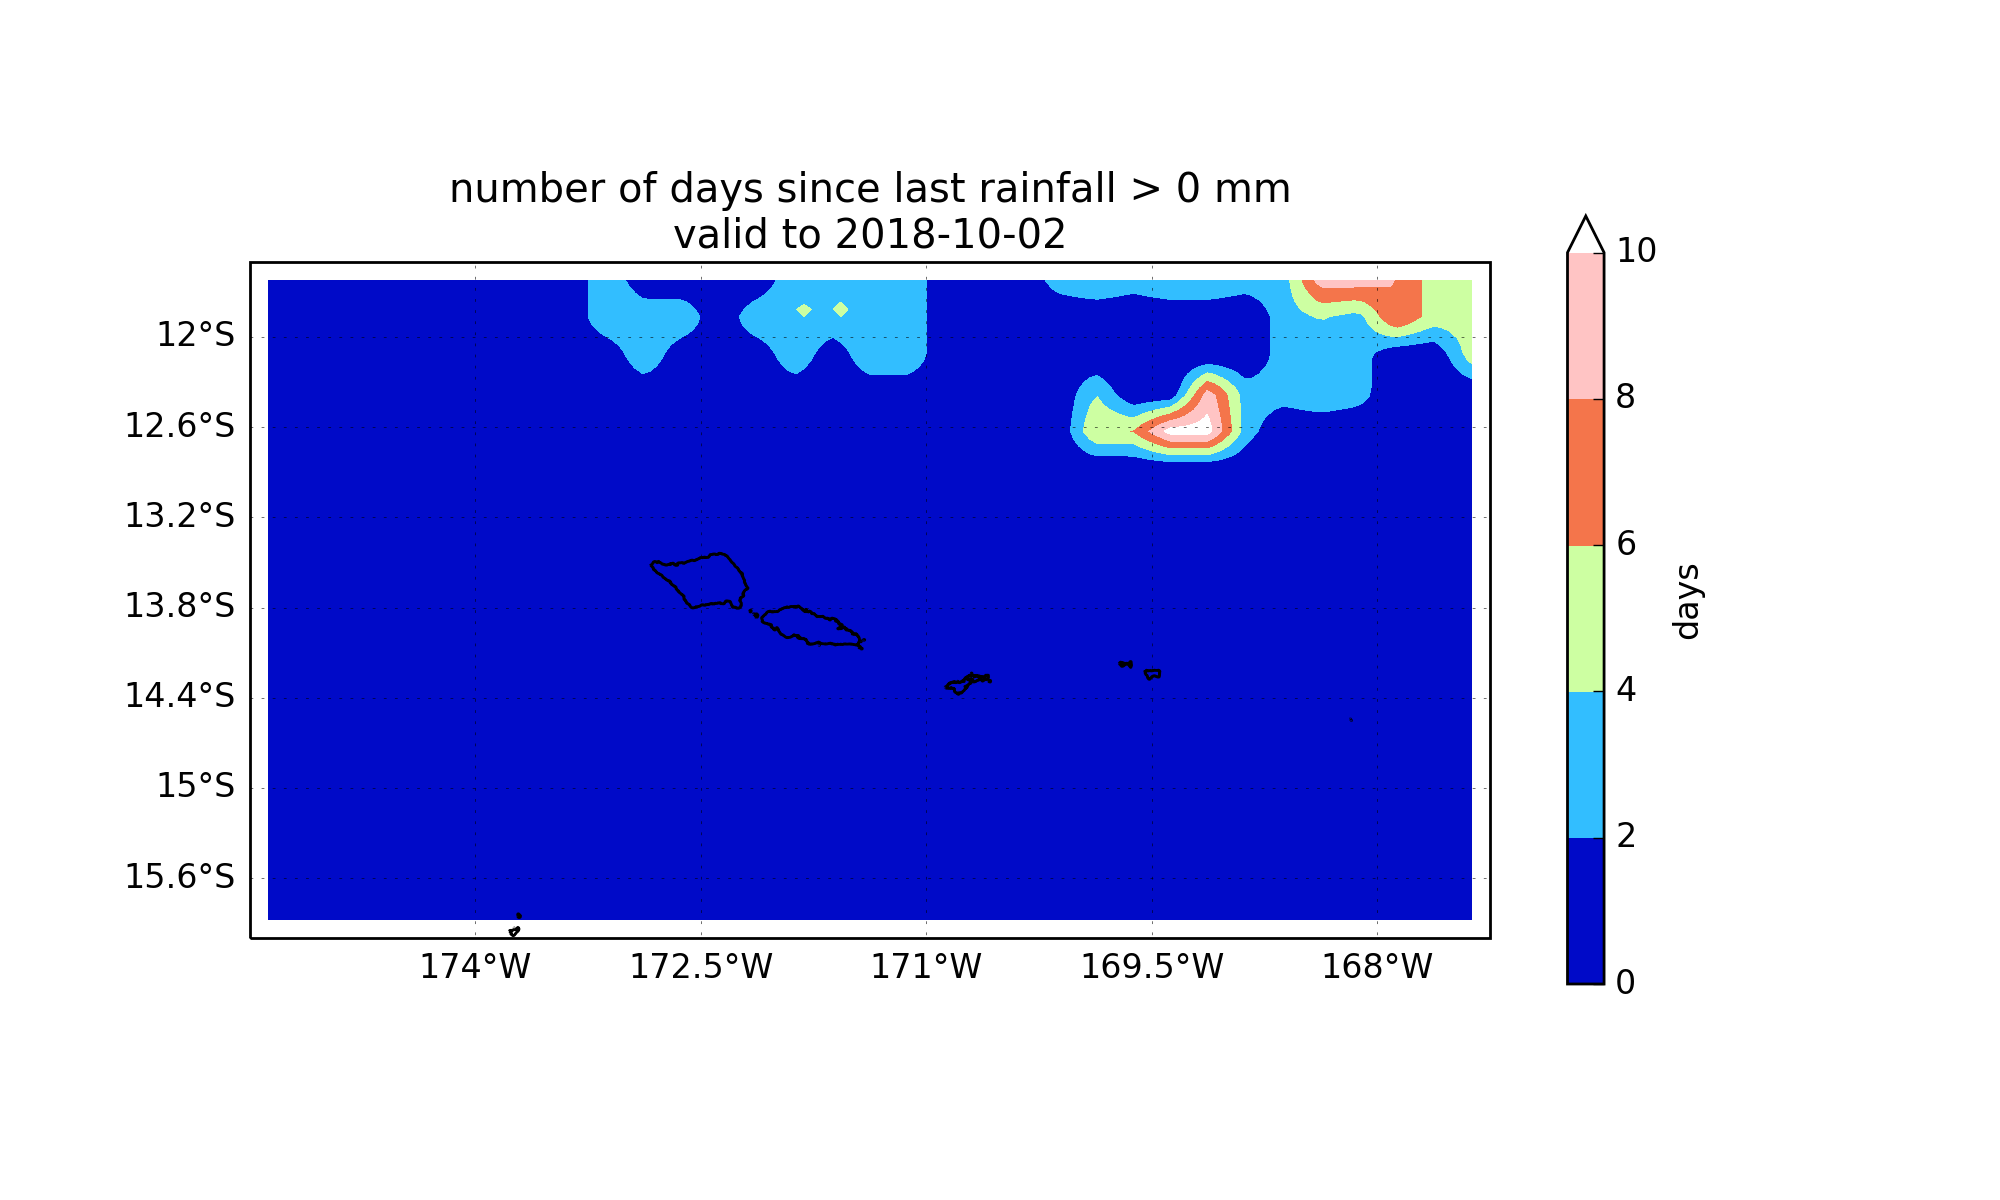 number of days since last rainfall > 0 mm
valid to 2018-10-02
12°S
12.6°S
13.2°S
13.8°S
14.4°S
15°S
15.6°S
174°W 172.5°W 171°W 169.5°W 168°W
10
8
6
4
2
0
days